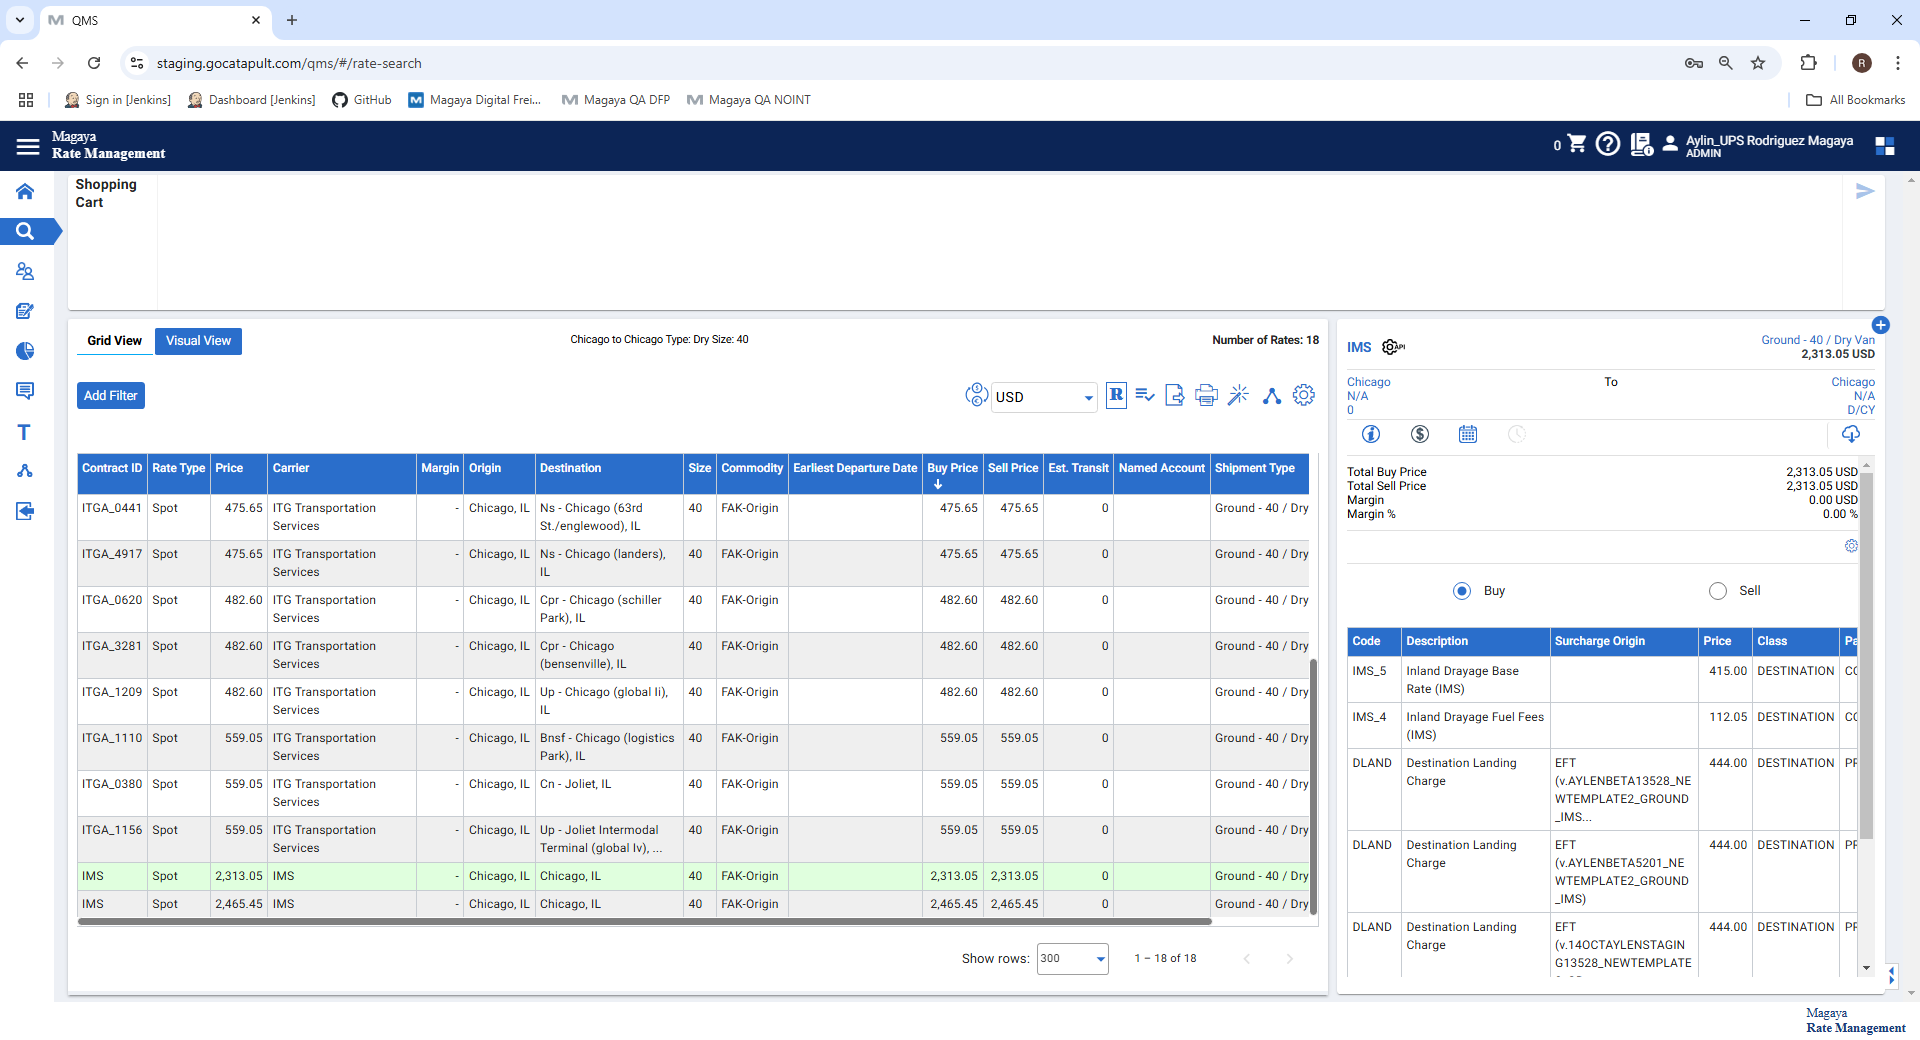 QMS
staging.gocatapult.com/qms/#/rate-search
R
Sign in [Jenkins]
Dashboard [Jenkins]
GitHub
Magaya Digital Frei...
Magaya QA DFP
Magaya QA NOINT
All Bookmarks
Magaya
Rate Management
0
Aylin_UPS Rodriguez Magaya
ADMIN
Shopping
Cart
Grid View
Visual View
Chicago to Chicago Type: Dry Size: 40
Number of Rates: 18
Add Filter
USD
R
Contract ID Rate Type Price Carrier Margin Origin Destination Size Commodity Earliest Departure Date Buy Price Sell Price Est. Transit Named Account Shipment Type
ITGA_0441 Spot 475.65 ITG Transportation - Chicago, IL Ns - Chicago (63rd 40 FAK-Origin 475.65 475.65 0 Ground - 40 / Dry
Services St./englewood), IL
ITGA_4917 Spot 475.65 ITG Transportation - Chicago, IL Ns - Chicago (landers), 40 FAK-Origin 475.65 475.65 0 Ground - 40 / Dry
Services IL
ITGA_0620 Spot 482.60 ITG Transportation - Chicago, IL Cpr - Chicago (schiller 40 FAK-Origin 482.60 482.60 0 Ground - 40 / Dry
Services Park), IL
ITGA_3281 Spot 482.60 ITG Transportation - Chicago, IL Cpr - Chicago 40 FAK-Origin 482.60 482.60 0 Ground - 40 / Dry
Services (bensenville), IL
ITGA_1209 Spot 482.60 ITG Transportation - Chicago, IL Up - Chicago (global Ii), 40 FAK-Origin 482.60 482.60 0 Ground - 40 / Dry
Services IL
ITGA_1110 Spot 559.05 ITG Transportation - Chicago, IL Bnsf - Chicago (logistics 40 FAK-Origin 559.05 559.05 0 Ground - 40 / Dry
Services Park), IL
ITGA_0380 Spot 559.05 ITG Transportation - Chicago, IL Cn - Joliet, IL 40 FAK-Origin 559.05 559.05 0 Ground - 40 / Dry
Services
ITGA_1156 Spot 559.05 ITG Transportation - Chicago, IL Up - Joliet Intermodal 40 FAK-Origin 559.05 559.05 0 Ground - 40 / Dry
Services Terminal (global Iv), ...
IMS Spot 2,313.05 IMS - Chicago, IL Chicago, IL 40 FAK-Origin 2,313.05 2,313.05 0 Ground - 40 / Dry
IMS Spot 2,465.45 IMS - Chicago, IL Chicago, IL 40 FAK-Origin 2,465.45 2,465.45 0 Ground - 40 / Dry
Show rows: 300 1 – 18 of 18
IMS API Ground - 40 / Dry Van
2,313.05 USD
Chicago To Chicago
N/A N/A
0 D/CY
Total Buy Price 2,313.05 USD
Total Sell Price 2,313.05 USD
Margin 0.00 USD
Margin % 0.00 %
Buy
Sell
Code Description Surcharge Origin Price Class Pa
IMS_5 Inland Drayage Base 415.00 DESTINATION CO
Rate (IMS)
IMS_4 Inland Drayage Fuel Fees 112.05 DESTINATION CO
(IMS)
DLAND Destination Landing EFT 444.00 DESTINATION PR
Charge (v.AYLENBETA13528_NE
WTEMPLATE2_GROUND
_IMS...
DLAND Destination Landing EFT 444.00 DESTINATION PR
Charge (v.AYLENBETA5201_NE
WTEMPLATE2_GROUND
_IMS)
DLAND Destination Landing EFT 444.00 DESTINATION PR
Charge (v.14OCTAYLENSTAGIN
G13528_NEWTEMPLATE
Magaya
Rate Management